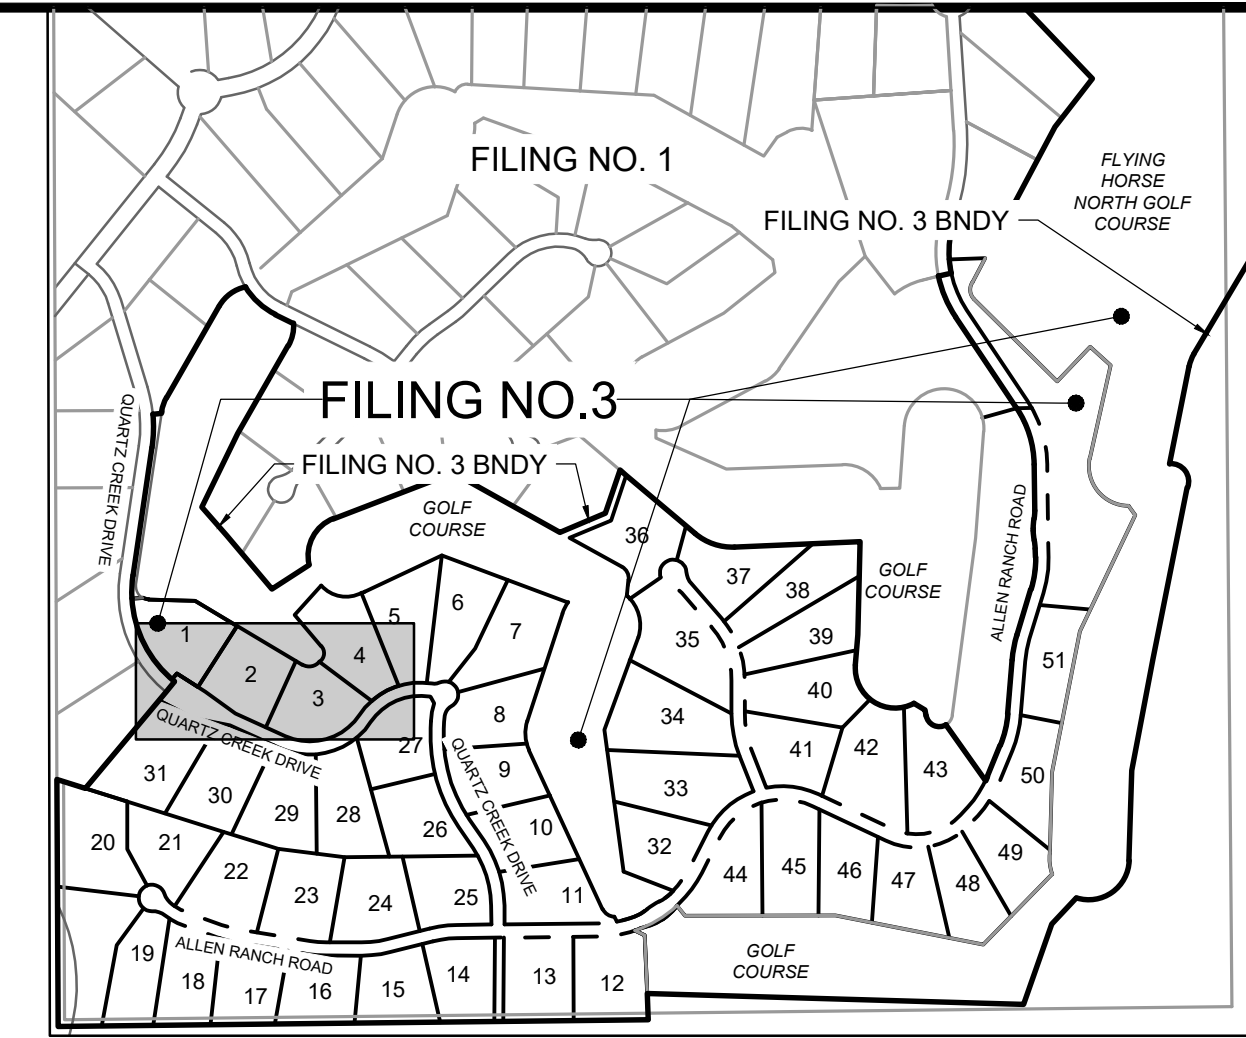 FILING NO. 1
FLYING
HORSE
NORTH GOLF
COURSE
FILING NO. 3 BNDY
FILING NO.3
QUARTZ CREEK DRIVE
FILING NO. 3 BNDY
GOLF
COURSE
ALLEN RANCH ROAD
GOLF
COURSE
36
37
38
39
40
35
34
33
32
41
42
43
51
50
49
48
47
46
45
44
1
2
3
4
5
6
7
8
9
10
11
QUARTZ CREEK DRIVE
QUARTZ CREEK DRIVE
27
26
25
31
30
29
28
20
21
22
23
24
ALLEN RANCH ROAD
19
18
17
16
15
14
13
12
GOLF
COURSE